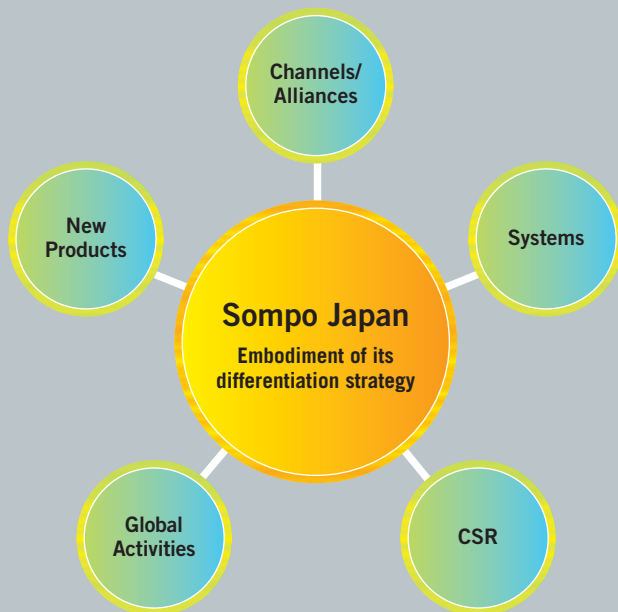 Channels/
Alliances
New
Products
Systems
Sompo Japan
Embodiment of its
differentiation strategy
Global
Activities
CSR